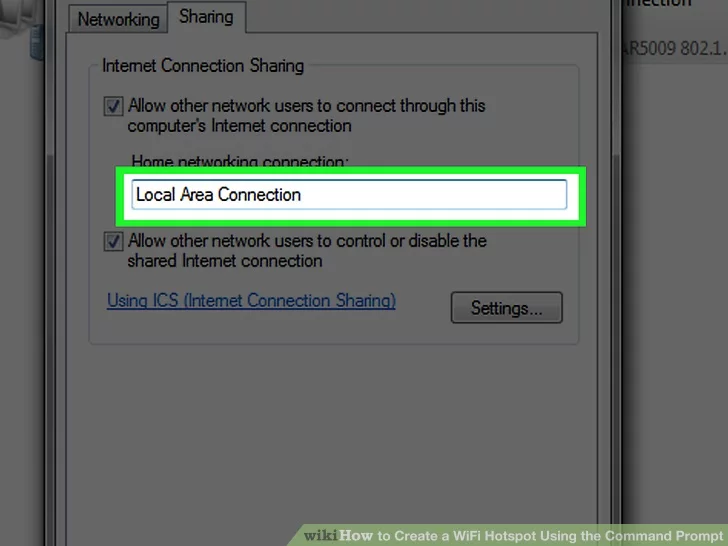 nnection
Networking
Sharing
AR5009 802.1.
Internet Connection Sharing
Allow other network users to connect through this
computer's Internet connection
Home networking connection:
Local Area Connection
Allow other network users to control or disable the
shared Internet connection
Using ICS (Internet Connection Sharing)
Settings...
wikiHow to Create a WiFi Hotspot Using the Command Prompt